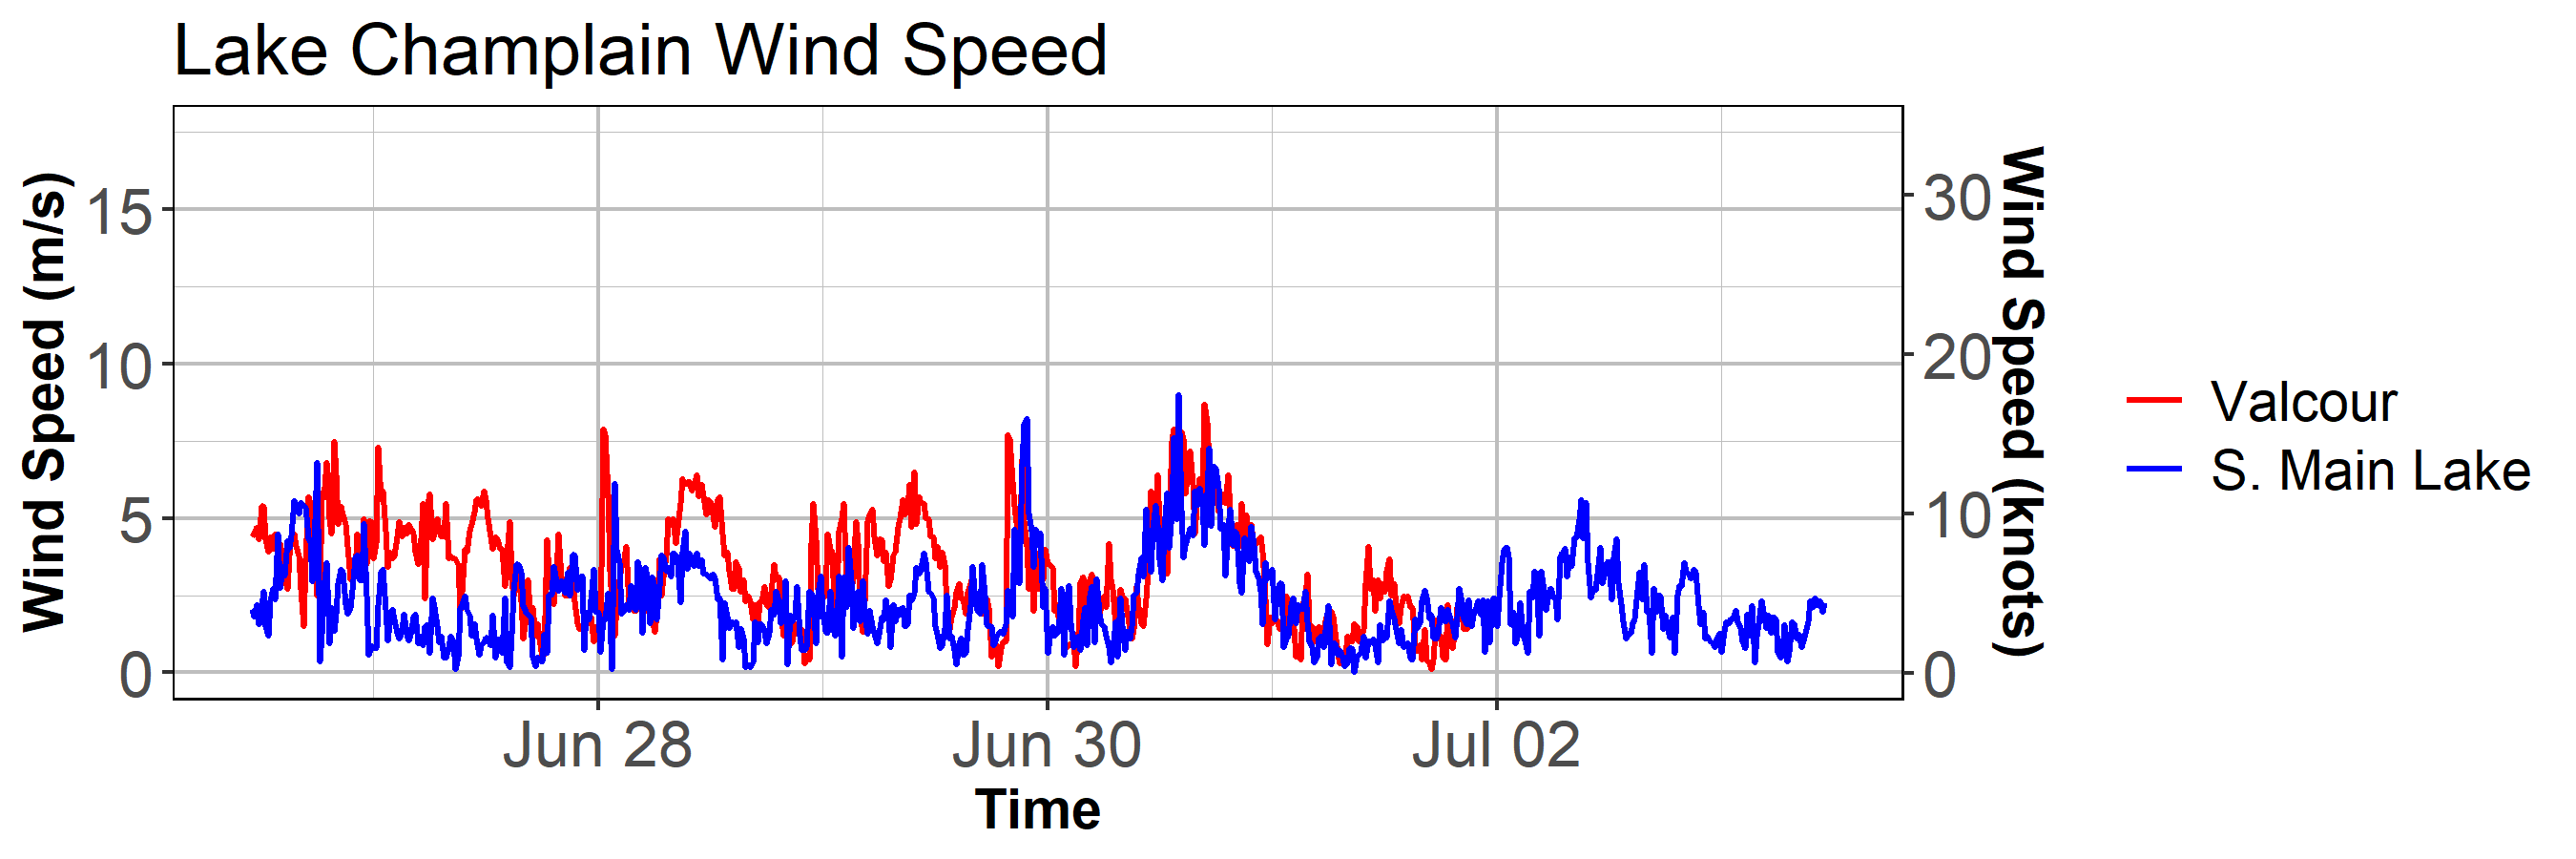 Lake Champlain Wind Speed
Wind Speed (m/s)
15
10
5
0
30
20
10
0
Wind Speed (knots)
Jun 28
Jun 30
Jul 02
Time
Valcour
S. Main Lake